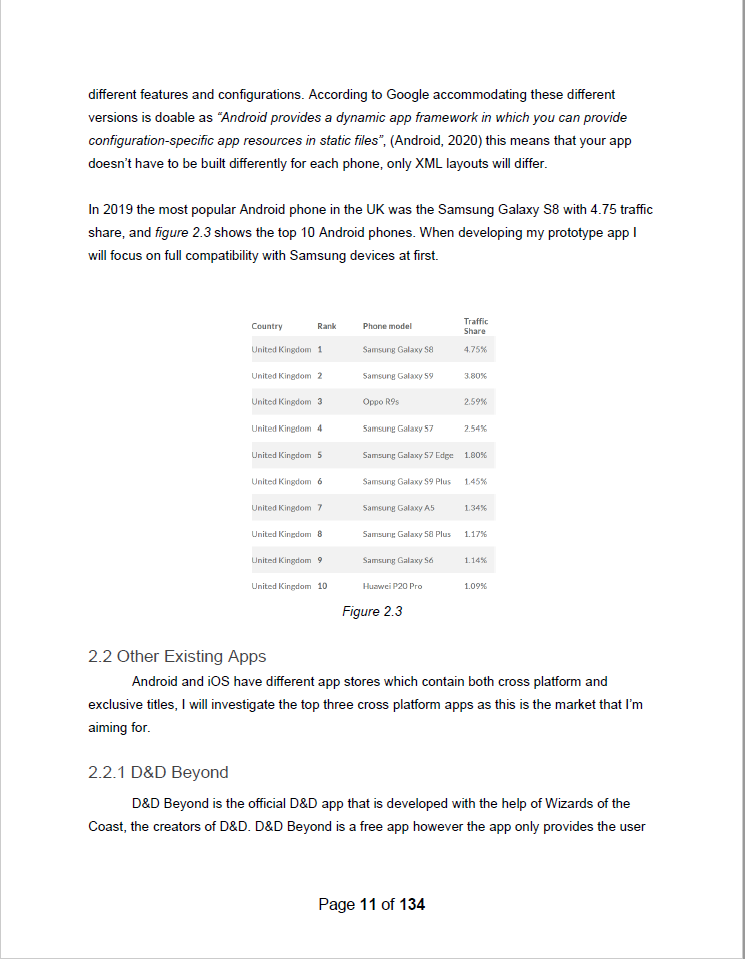 different features and configurations. According to Google accommodating these different
versions is doable as “Android provides a dynamic app framework in which you can provide
configuration-specific app resources in static files”, (Android, 2020) this means that your app
doesn’t have to be built differently for each phone, only XML layouts will differ.
In 2019 the most popular Android phone in the UK was the Samsung Galaxy S8 with 4.75 traffic
share, and figure 2.3 shows the top 10 Android phones. When developing my prototype app I
will focus on full compatibility with Samsung devices at first.
Country Rank Phone model Traffic Share
United Kingdom 1 Samsung Galaxy S8 4.75%
United Kingdom 2 Samsung Galaxy S9 3.80%
United Kingdom 3 Oppo R9s 2.59%
United Kingdom 4 Samsung Galaxy S7 2.54%
United Kingdom 5 Samsung Galaxy S7 Edge 1.80%
United Kingdom 6 Samsung Galaxy S9 Plus 1.45%
United Kingdom 7 Samsung Galaxy A5 1.34%
United Kingdom 8 Samsung Galaxy S8 Plus 1.17%
United Kingdom 9 Samsung Galaxy S6 1.14%
United Kingdom 10 Huawei P20 Pro 1.09%
Figure 2.3
2.2 Other Existing Apps
Android and iOS have different app stores which contain both cross platform and
exclusive titles, I will investigate the top three cross platform apps as this is the market that I’m
aiming for.
2.2.1 D&D Beyond
D&D Beyond is the official D&D app that is developed with the help of Wizards of the
Coast, the creators of D&D. D&D Beyond is a free app however the app only provides the user
Page 11 of 134